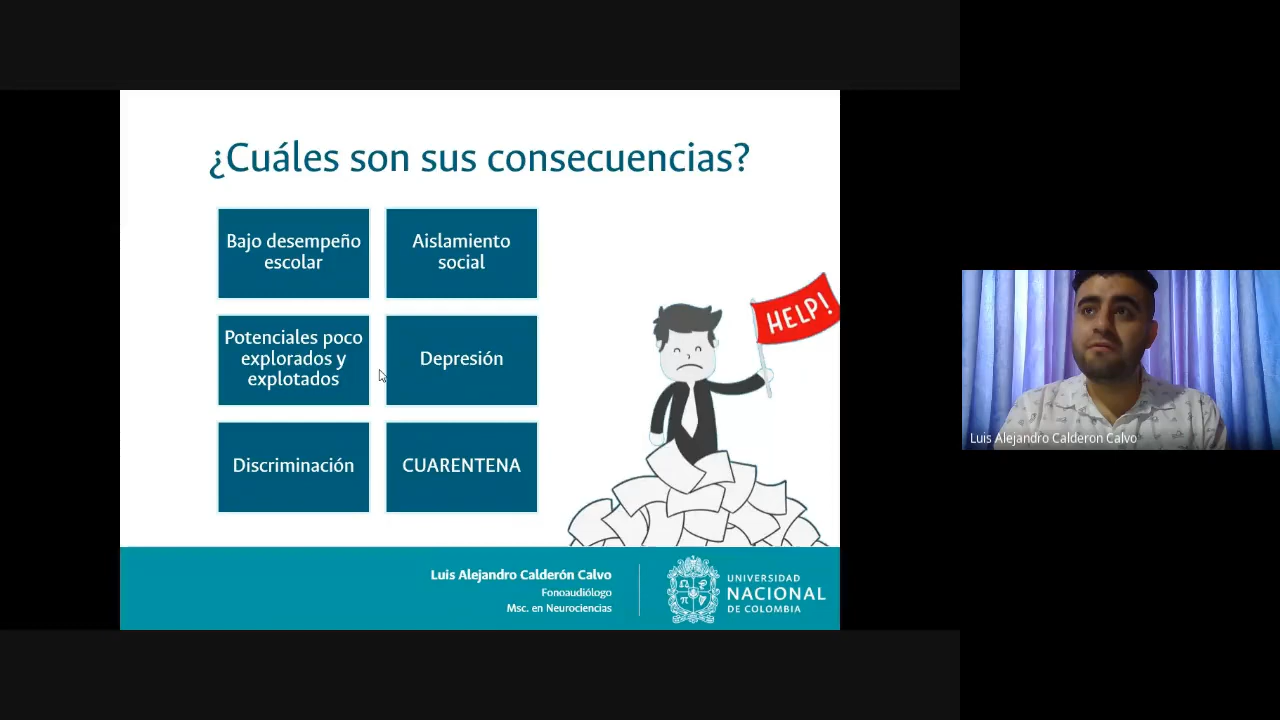 ¿Cuáles son sus consecuencias?
Bajo desempeño
escolar
Aislamiento
social
Potenciales poco
explorados y
explotados
Depresión
Discriminación
CUARENTENA
HELP!
Luis Alejandro Calderón Calvo
Fonoaudiólogo
Msc. en Neurociencias
UNIVERSIDAD
NACIONAL
DE COLOMBIA
Luis Alejandro Calderon Calvo